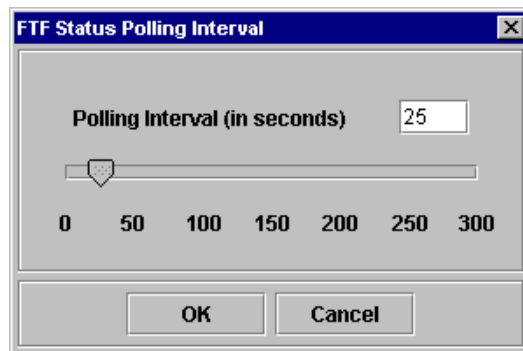 FTF Status Polling Interval
Polling Interval (in seconds) 25
0 50 100 150 200 250 300
OK Cancel